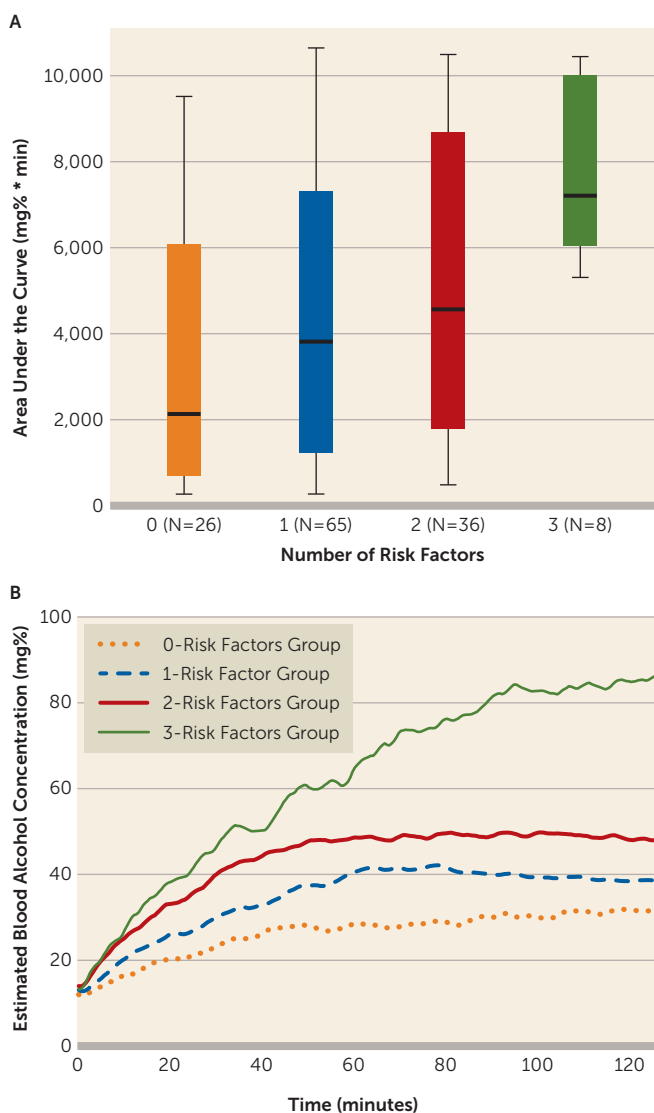 A
Area Under the Curve (mg% * min)
10,000
8,000
6,000
4,000
2,000
0
0 (N=26) 1 (N=65) 2 (N=36) 3 (N=8)
Number of Risk Factors
B
Estimated Blood Alcohol Concentration (mg%)
100
80
60
40
20
0
0-Risk Factors Group
1-Risk Factor Group
2-Risk Factors Group
3-Risk Factors Group
0 20 40 60 80 100 120
Time (minutes)